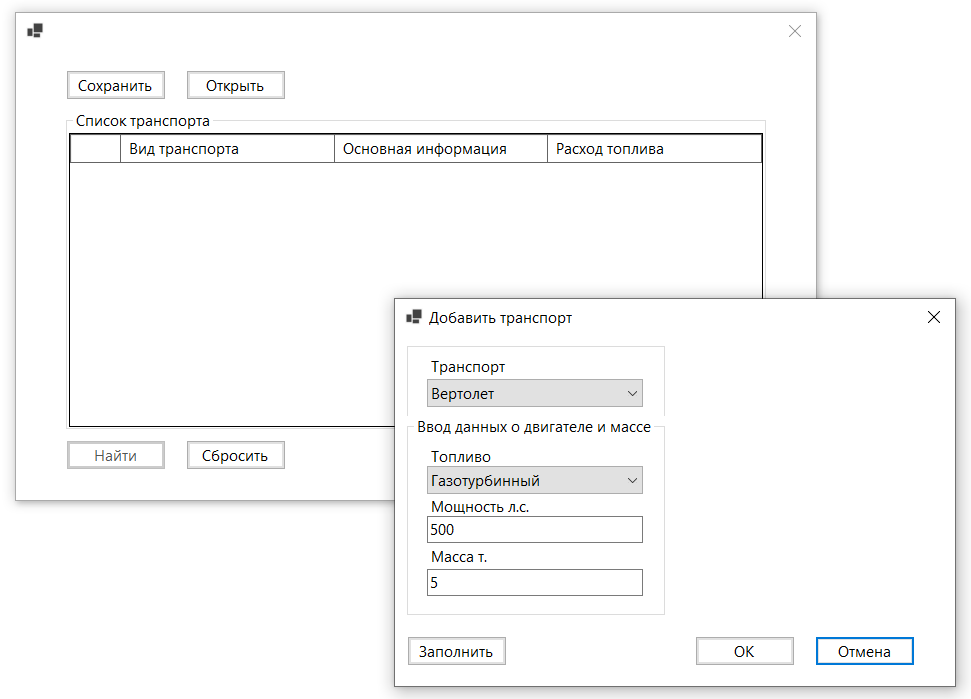 Сохранить Открыть
Список транспорта
Вид транспорта Основная информация Расход топлива
Найти Сбросить
Добавить транспорт
Транспорт
Вертолет
Ввод данных о двигателе и массе
Топливо
Газотурбинный
Мощность л.с.
500
Масса т.
5
Заполнить ОК Отмена